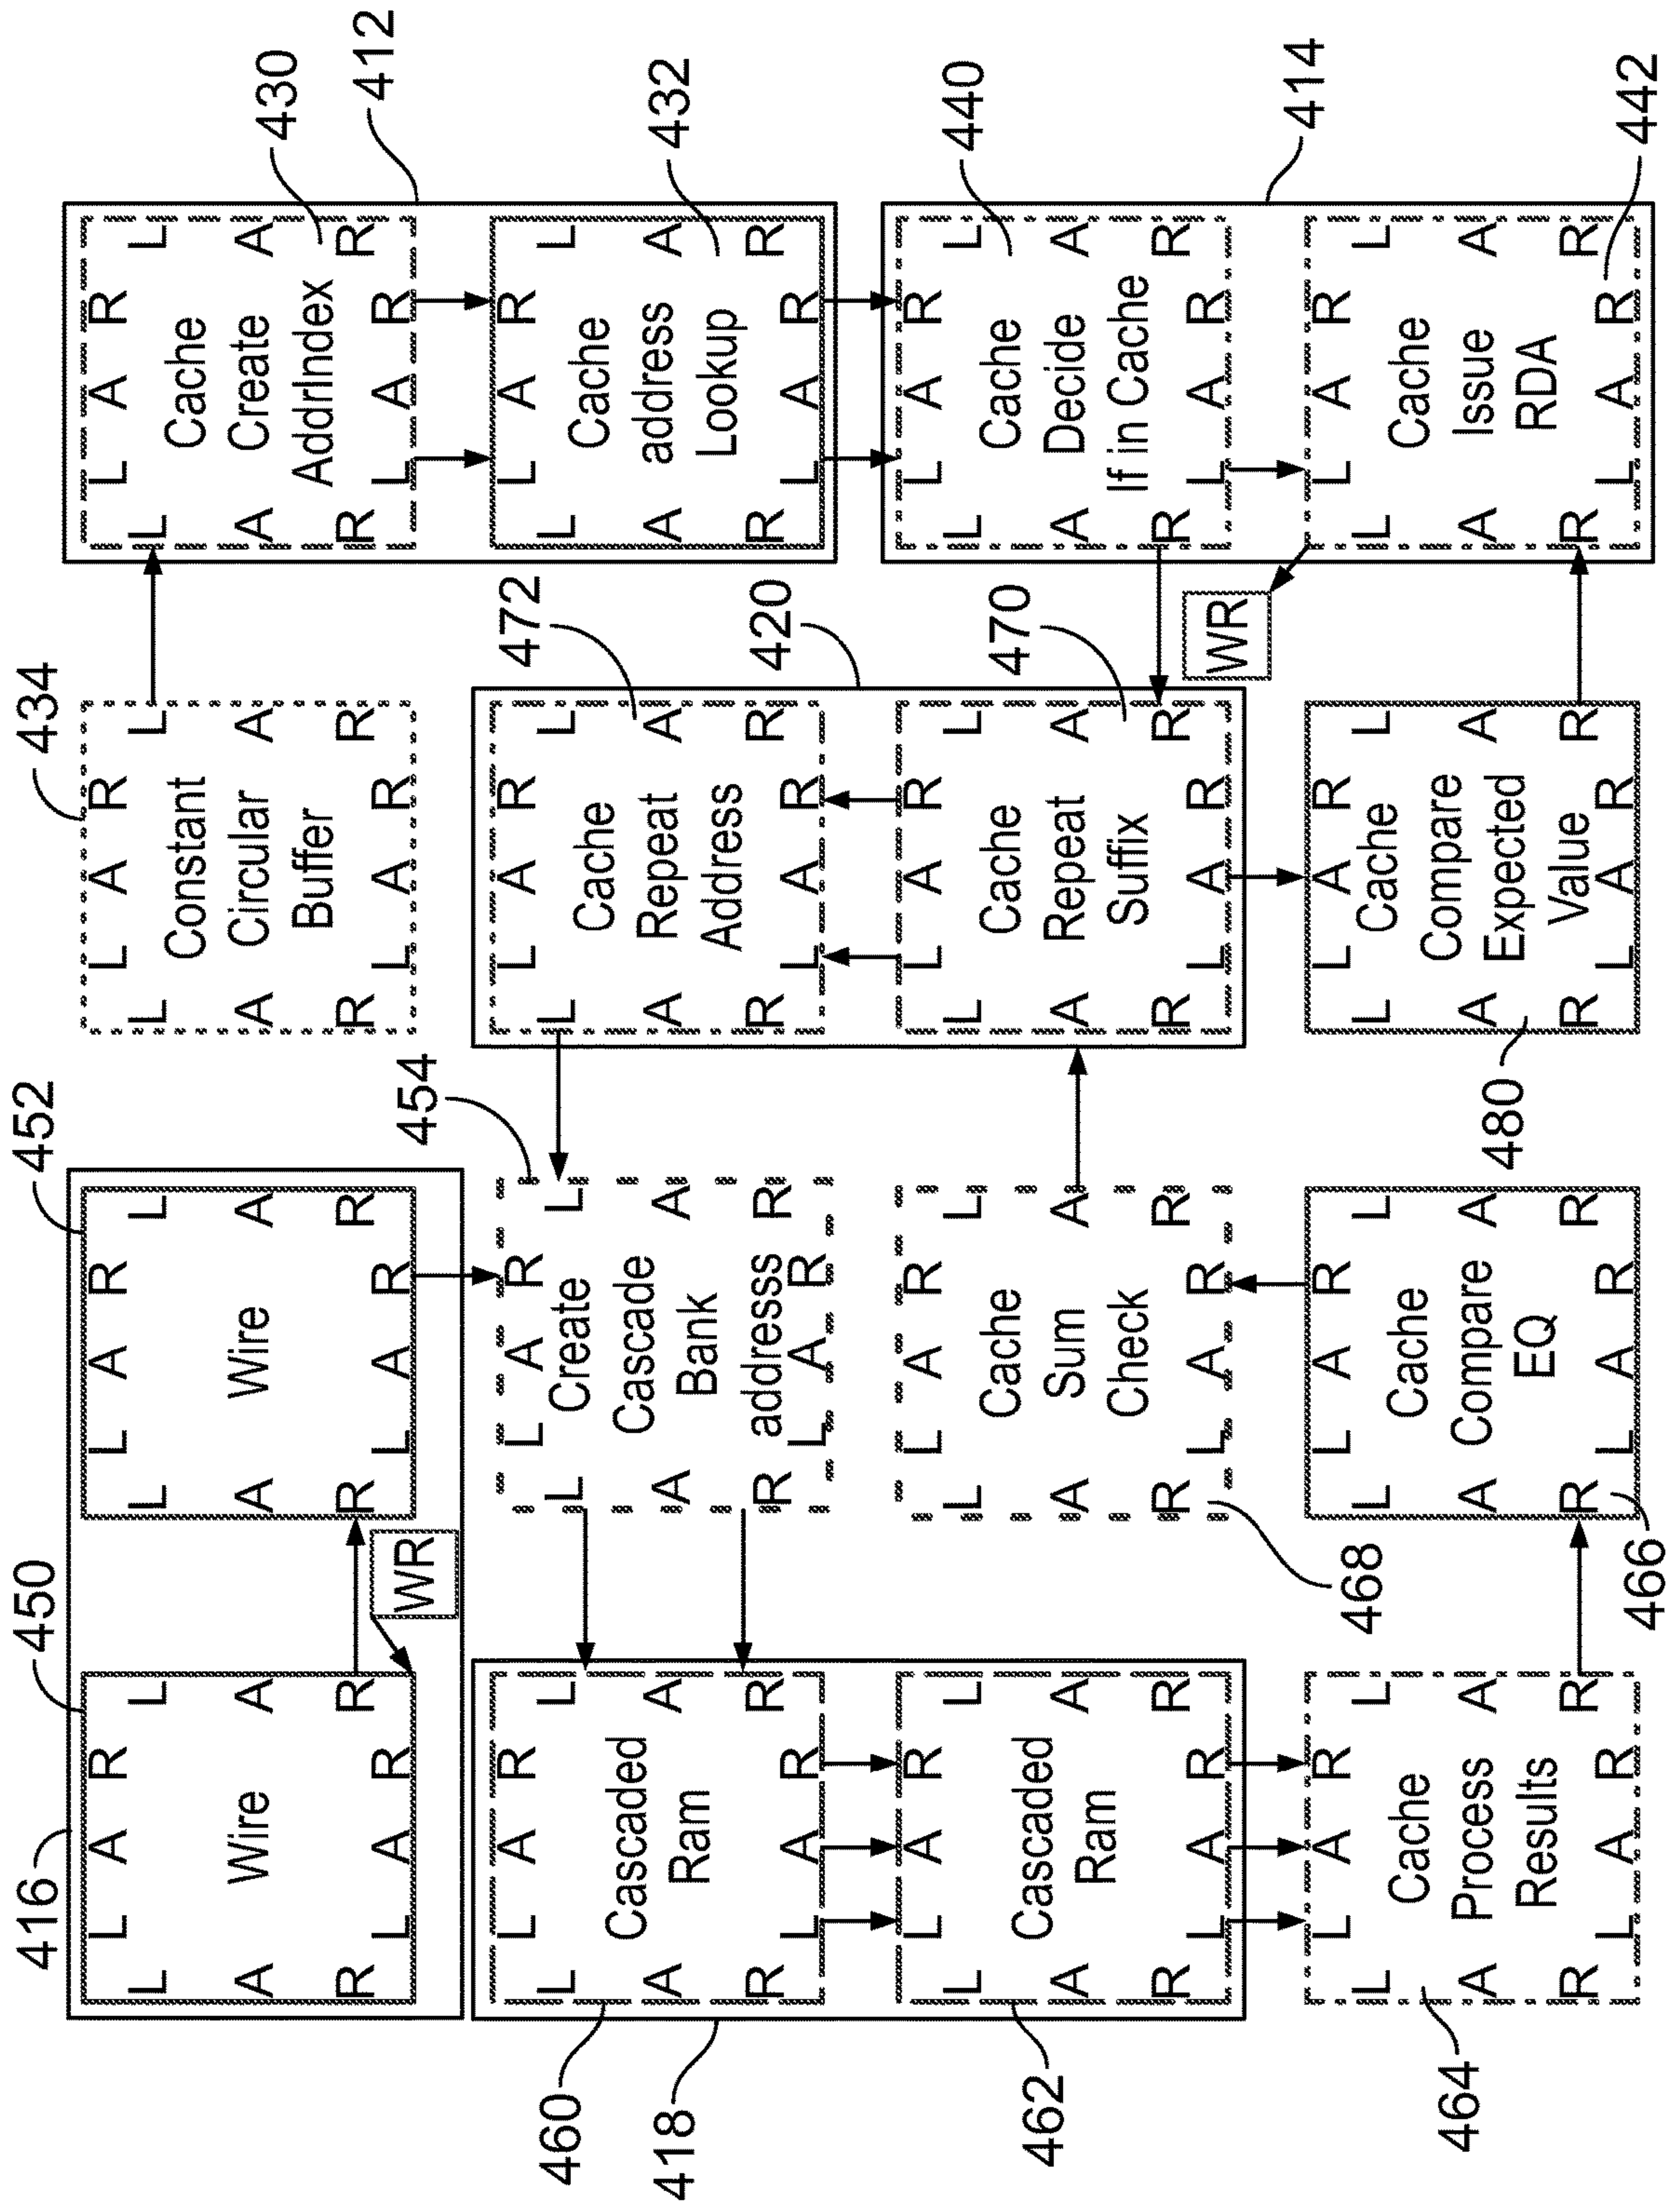 416
450
L A R
L L
A Wire A
R R
L A R
WR
452
L A R
L L
A Wire A
R R
L A R
434
L A R
L Constant L
A Circular A
R Buffer R
L A R
430
412
L A R
L Cache L
A Create A
R AddrIndex R
L A R
460
418
L A R
L Cascaded L
A Ram A
R R
L A R
454
L A R
L Create L
Cascade
A Bank A
R addresss R
L A R
472
420
L A R
L Cache L
A Repeat A
R Address R
L A R
432
L A R
L Cache L
A address A
R Lookup R
L A R
462
L A R
L Cascaded L
A Ram A
R R
L A R
468
L A R
L Cache L
A Sum A
R Check R
L A R
470
L A R
L Cache L
A Repeat A
R Suffix R
L A R
WR
440
414
L A R
L Cache L
A Decide A
R If in Cache R
L A R
464
L A R
L Cache L
A Process A
R Results R
L A R
466
L A R
L Cache L
A Compare A
R EQ R
L A R
480
L A R
L Cache L
Compare
A Expected A
R Value R
L A R
442
L A R
L Cache L
A Issue A
R RDA R
L A R